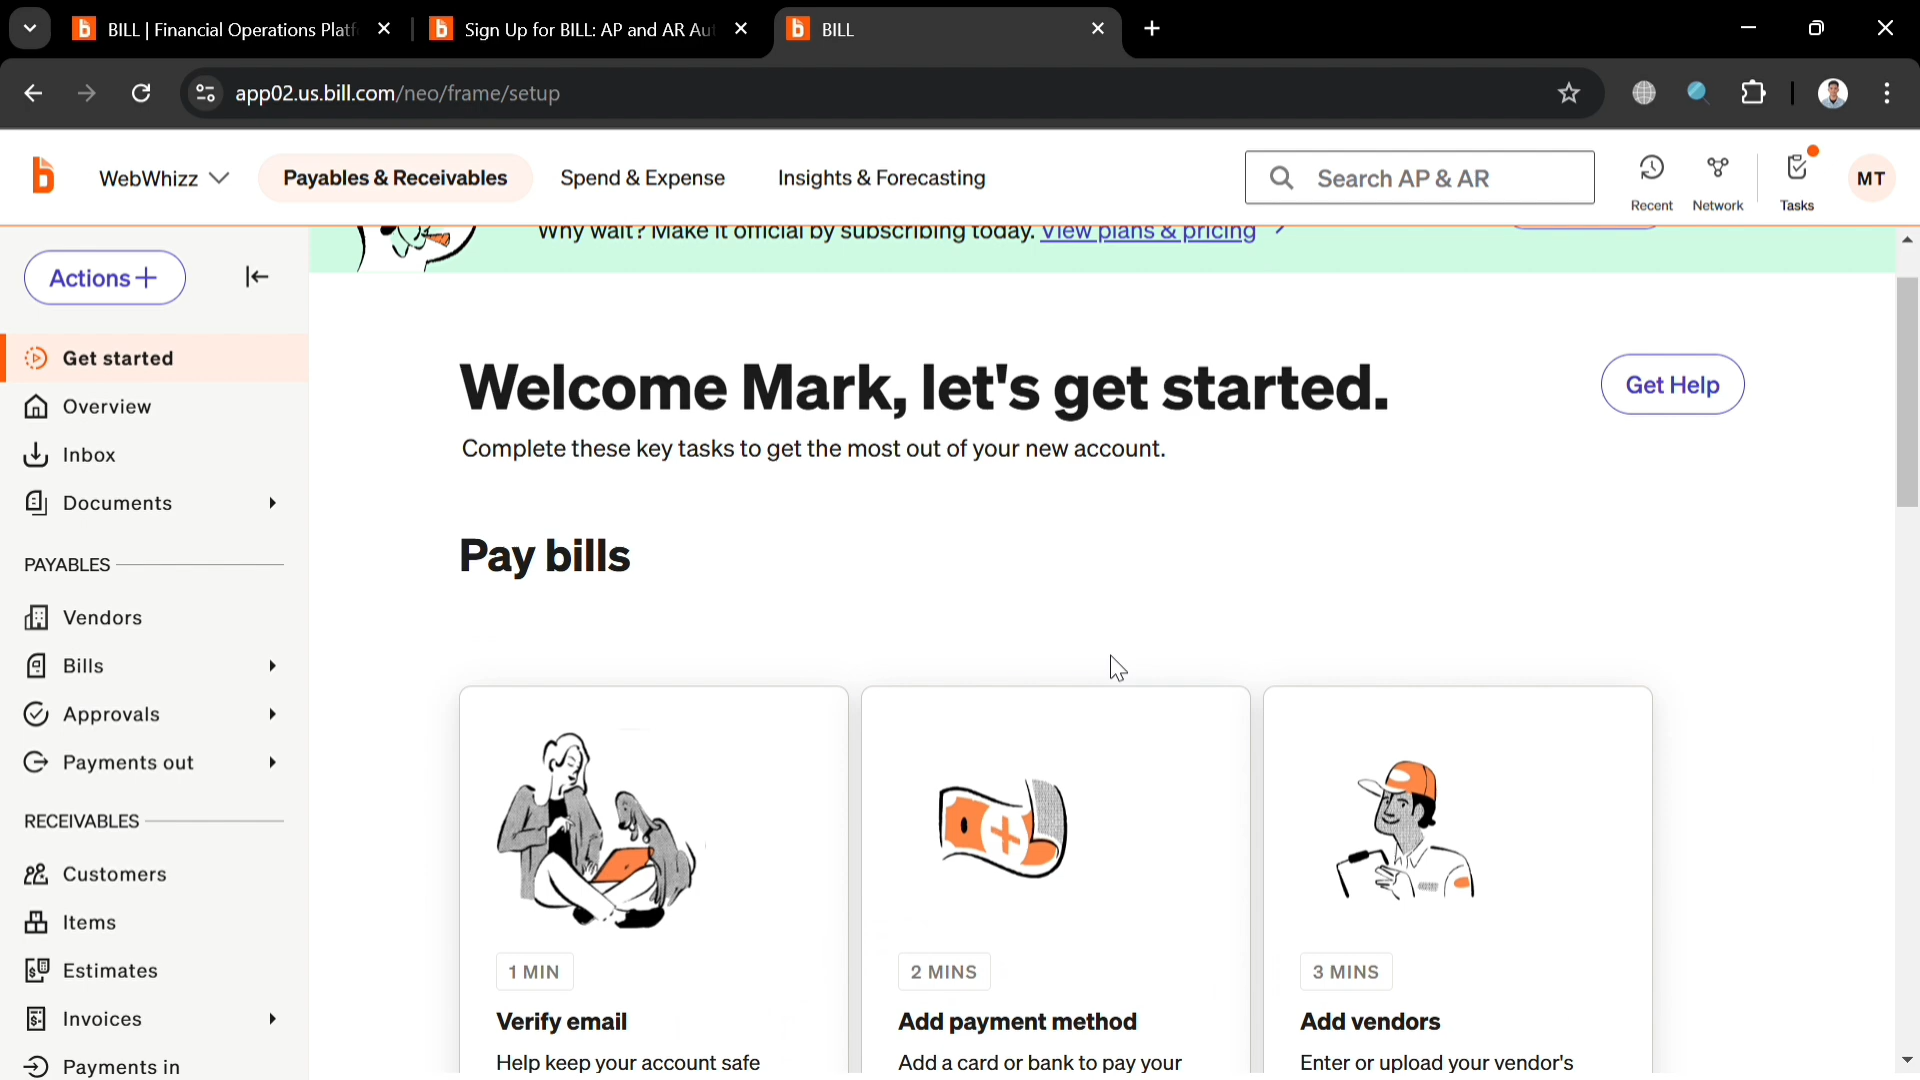 BILL | Financial Operations Platf
Sign Up for BILL: AP and AR Aut
BILL
app02.us.bill.com/neo/frame/setup
WebWhizz
Payables & Receivables
Spend & Expense
Insights & Forecasting
Search AP & AR
Recent
Network
Tasks
MT
Why wait? Make it official by subscribing today. View plans & pricing
Actions
Get started
Overview
Inbox
Documents
PAYABLES
Vendors
Bills
Approvals
Payments out
RECEIVABLES
Customers
Items
Estimates
Invoices
Payments in
Welcome Mark, let's get started.
Get Help
Complete these key tasks to get the most out of your new account.
Pay bills
1 MIN
Verify email
Help keep your account safe
2 MINS
Add payment method
Add a card or bank to pay your
3 MINS
Add vendors
Enter or upload your vendor's